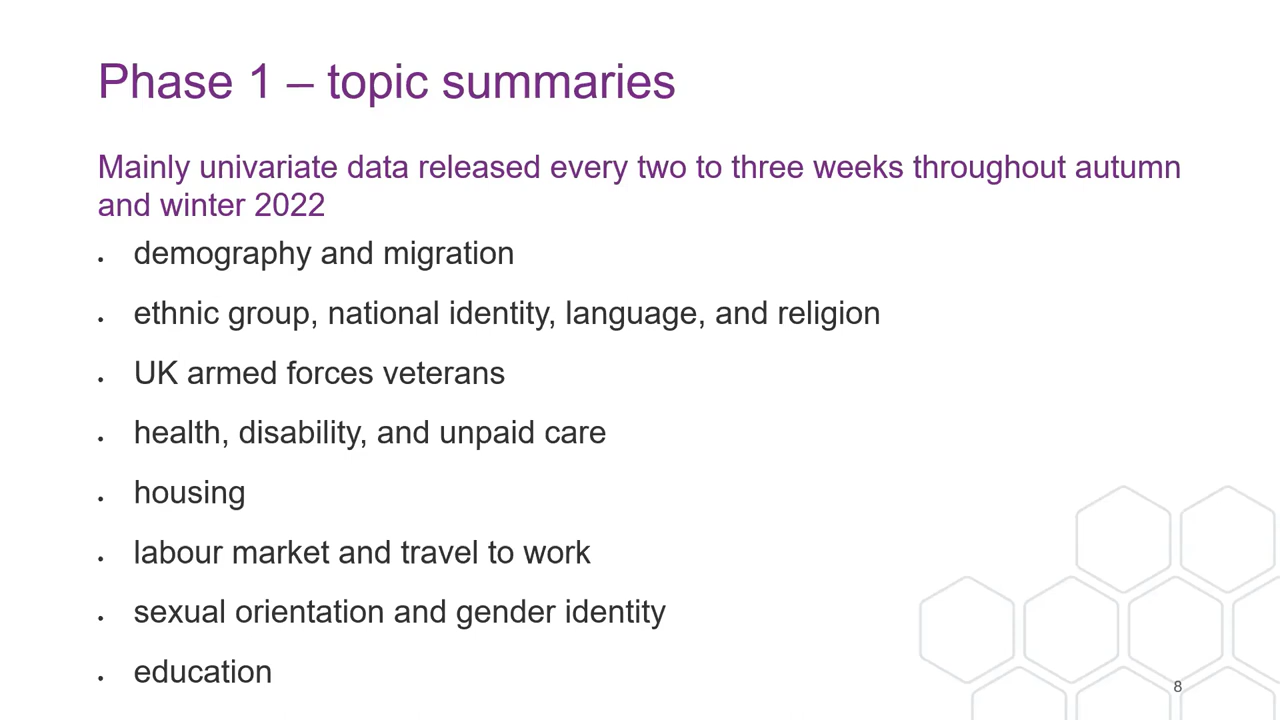 Phase 1 – topic summaries
Mainly univariate data released every two to three weeks throughout autumn
and winter 2022
• demography and migration
• ethnic group, national identity, language, and religion
• UK armed forces veterans
• health, disability, and unpaid care
• housing
• labour market and travel to work
• sexual orientation and gender identity
• education
8